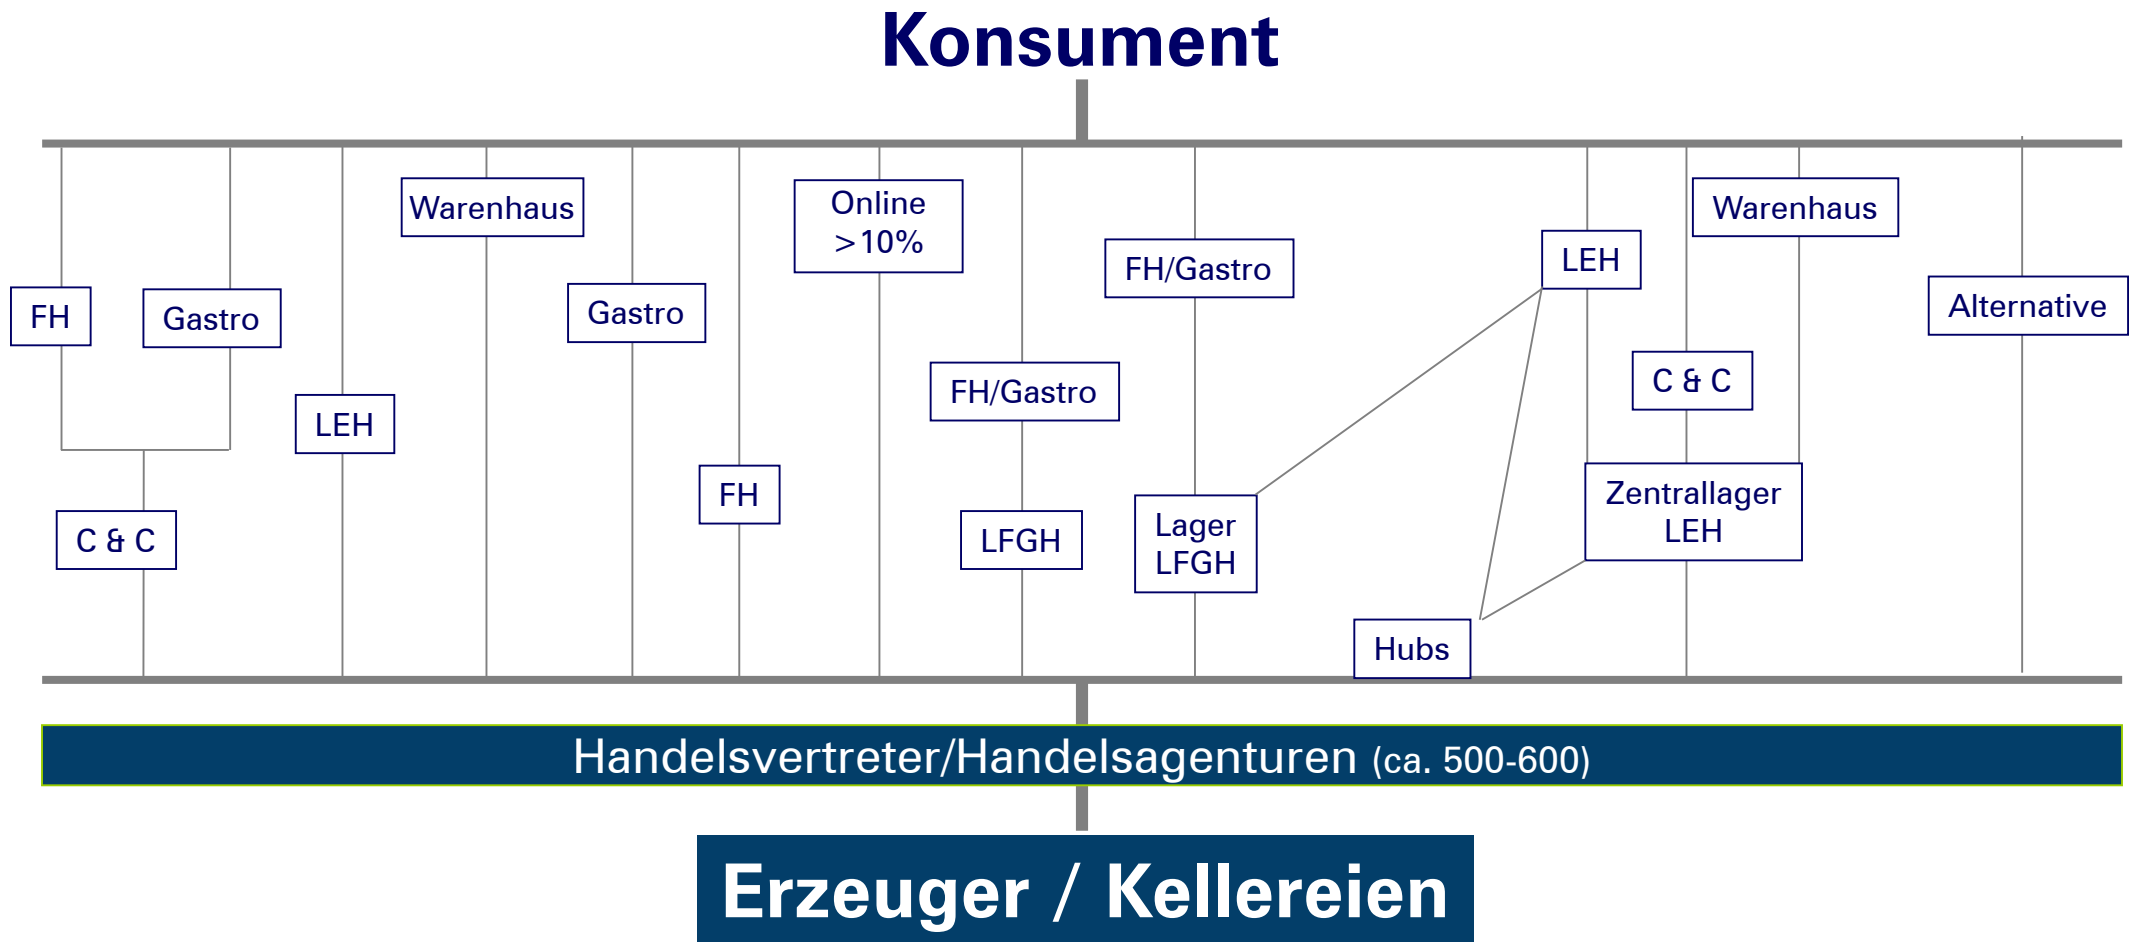 Konsument
Warenhaus
Online
>10%
Warenhaus
FH/Gastro
LEH
FH
Gastro
Gastro
Alternative
FH/Gastro
C & C
LEH
FH
Zentrallager
LEH
C & C
LFGH
Lager
LFGH
Hubs
Handelsvertreter/Handelsagenturen (ca. 500-600)
Erzeuger / Kellereien